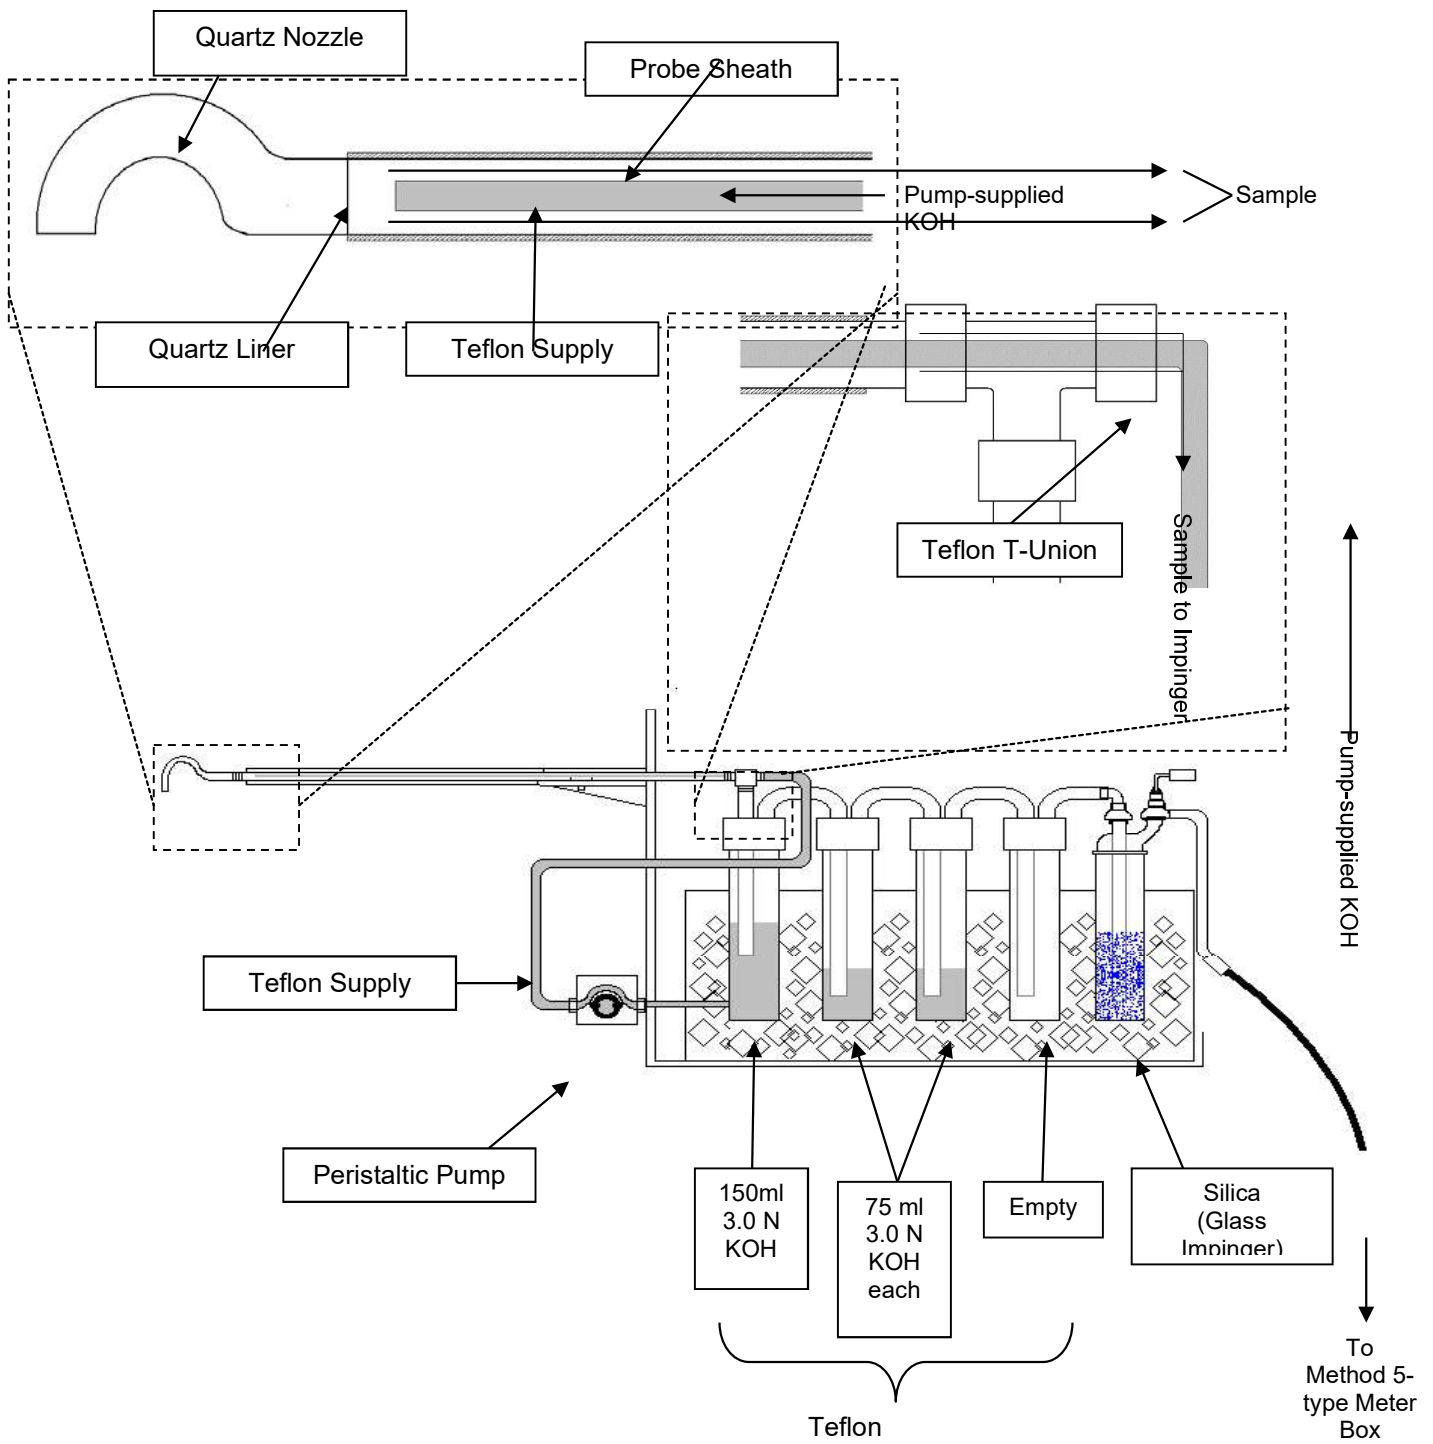 Quartz Nozzle
Probe Sheath
Pump-supplied
KOH
Sample
Quartz Liner
Teflon Supply
Teflon T-Union
Sample to Impinger
Pump-supplied KOH
Teflon Supply
Peristaltic Pump
150ml
3.0 N
KOH
75 ml
3.0 N
KOH
each
Empty
Silica
(Glass
Impinger)
Teflon
To
Method 5-
type Meter
Box